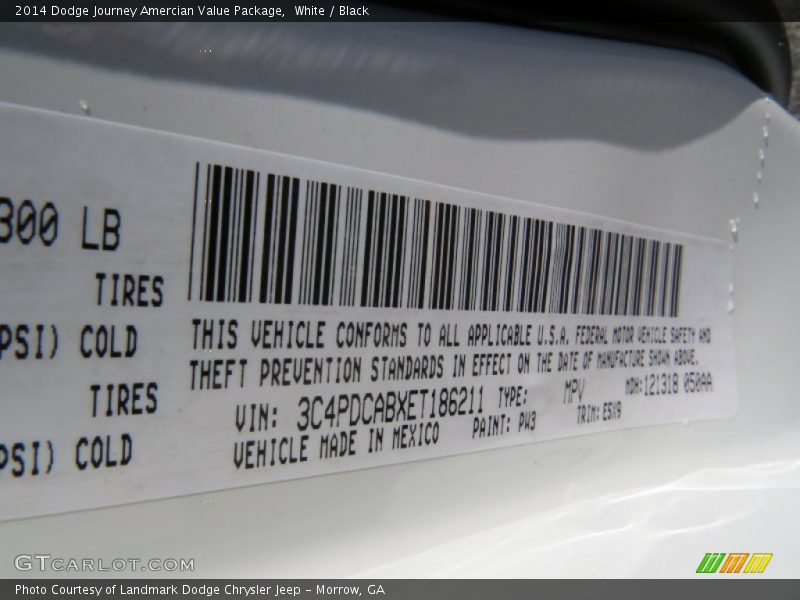 2014 Dodge Journey Amercian Value Package, White / Black
300 LB
TIRES
PSI) COLD
TIRES
PSI) COLD
THIS VEHICLE CONFORMS TO ALL APPLICABLE U.S.A. FEDERAL MOTOR VEHICLE SAFETY AND
THEFT PREVENTION STANDARDS IN EFFECT ON THE DATE OF MANUFACTURE SHOWN ABOVE.
VIN: 3C4PDCABXET186211 TYPE: MPV MDH:121318 050AA
VEHICLE MADE IN MEXICO PAINT: PW3 TRIM: E5X9
GTCARLOT.COM
Photo Courtesy of Landmark Dodge Chrysler Jeep – Morrow, GA